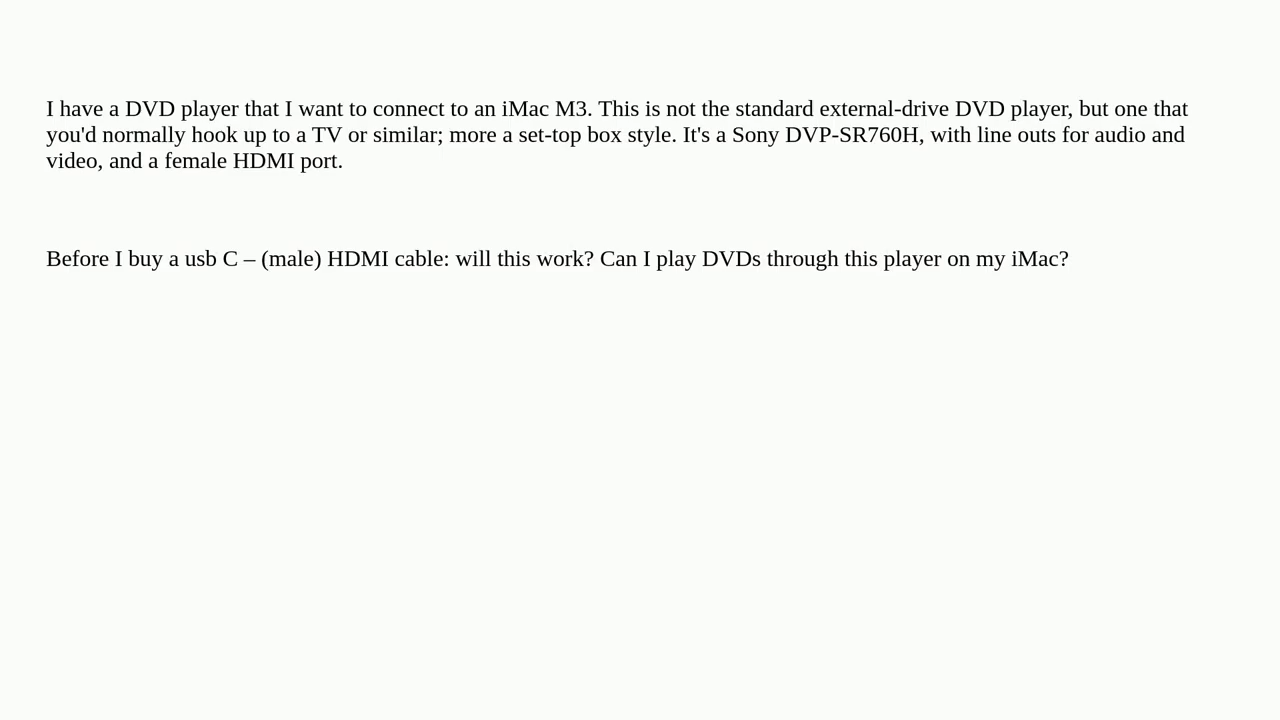 I have a DVD player that I want to connect to an iMac M3. This is not the standard external-drive DVD player, but one that
you'd normally hook up to a TV or similar; more a set-top box style. It's a Sony DVP-SR760H, with line outs for audio and
video, and a female HDMI port.
Before I buy a usb C – (male) HDMI cable: will this work? Can I play DVDs through this player on my iMac?